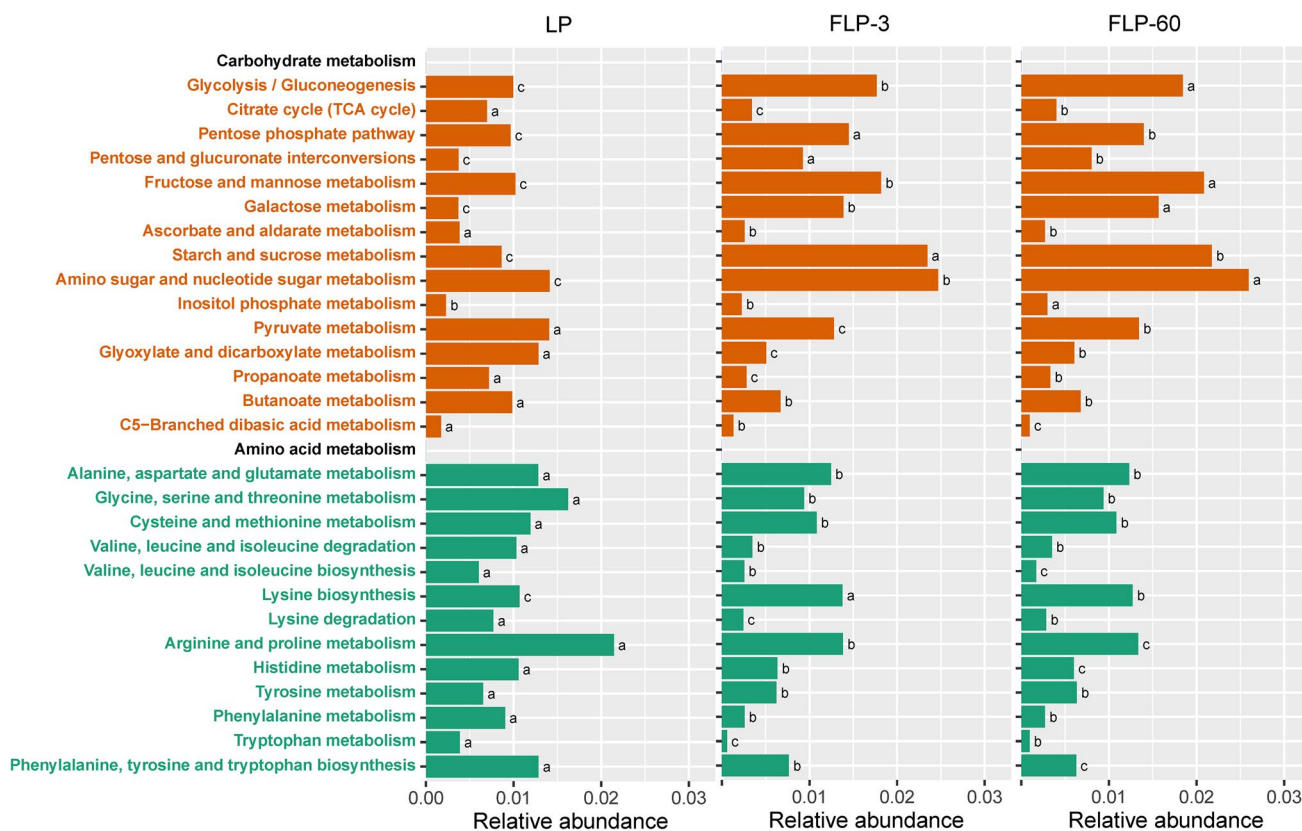 LP FLP-3 FLP-60
Carbohydrate metabolism
Glycolysis / Gluconeogenesis c b a
Citrate cycle (TCA cycle) a c b
Pentose phosphate pathway c a b
Pentose and glucuronate interconversions c a b
Fructose and mannose metabolism c b a
Galactose metabolism c b a
Ascorbate and aldarate metabolism a b b
Starch and sucrose metabolism c a b
Amino sugar and nucleotide sugar metabolism c b a
Inositol phosphate metabolism b b a
Pyruvate metabolism a c b
Glyoxylate and dicarboxylate metabolism a c b
Propanoate metabolism a c b
Butanoate metabolism a b b
C5−Branched dibasic acid metabolism a b c
Amino acid metabolism
Alanine, aspartate and glutamate metabolism a b b
Glycine, serine and threonine metabolism a b b
Cysteine and methionine metabolism a b b
Valine, leucine and isoleucine degradation a b b
Valine, leucine and isoleucine biosynthesis a b c
Lysine biosynthesis c a b
Lysine degradation a c b
Arginine and proline metabolism a b c
Histidine metabolism a b c
Tyrosine metabolism a b b
Phenylalanine metabolism a b b
Tryptophan metabolism a c b
Phenylalanine, tyrosine and tryptophan biosynthesis a b c
0.00 0.01 0.02 0.03 0.01 0.02 0.03 0.01 0.02 0.03
Relative abundance Relative abundance Relative abundance